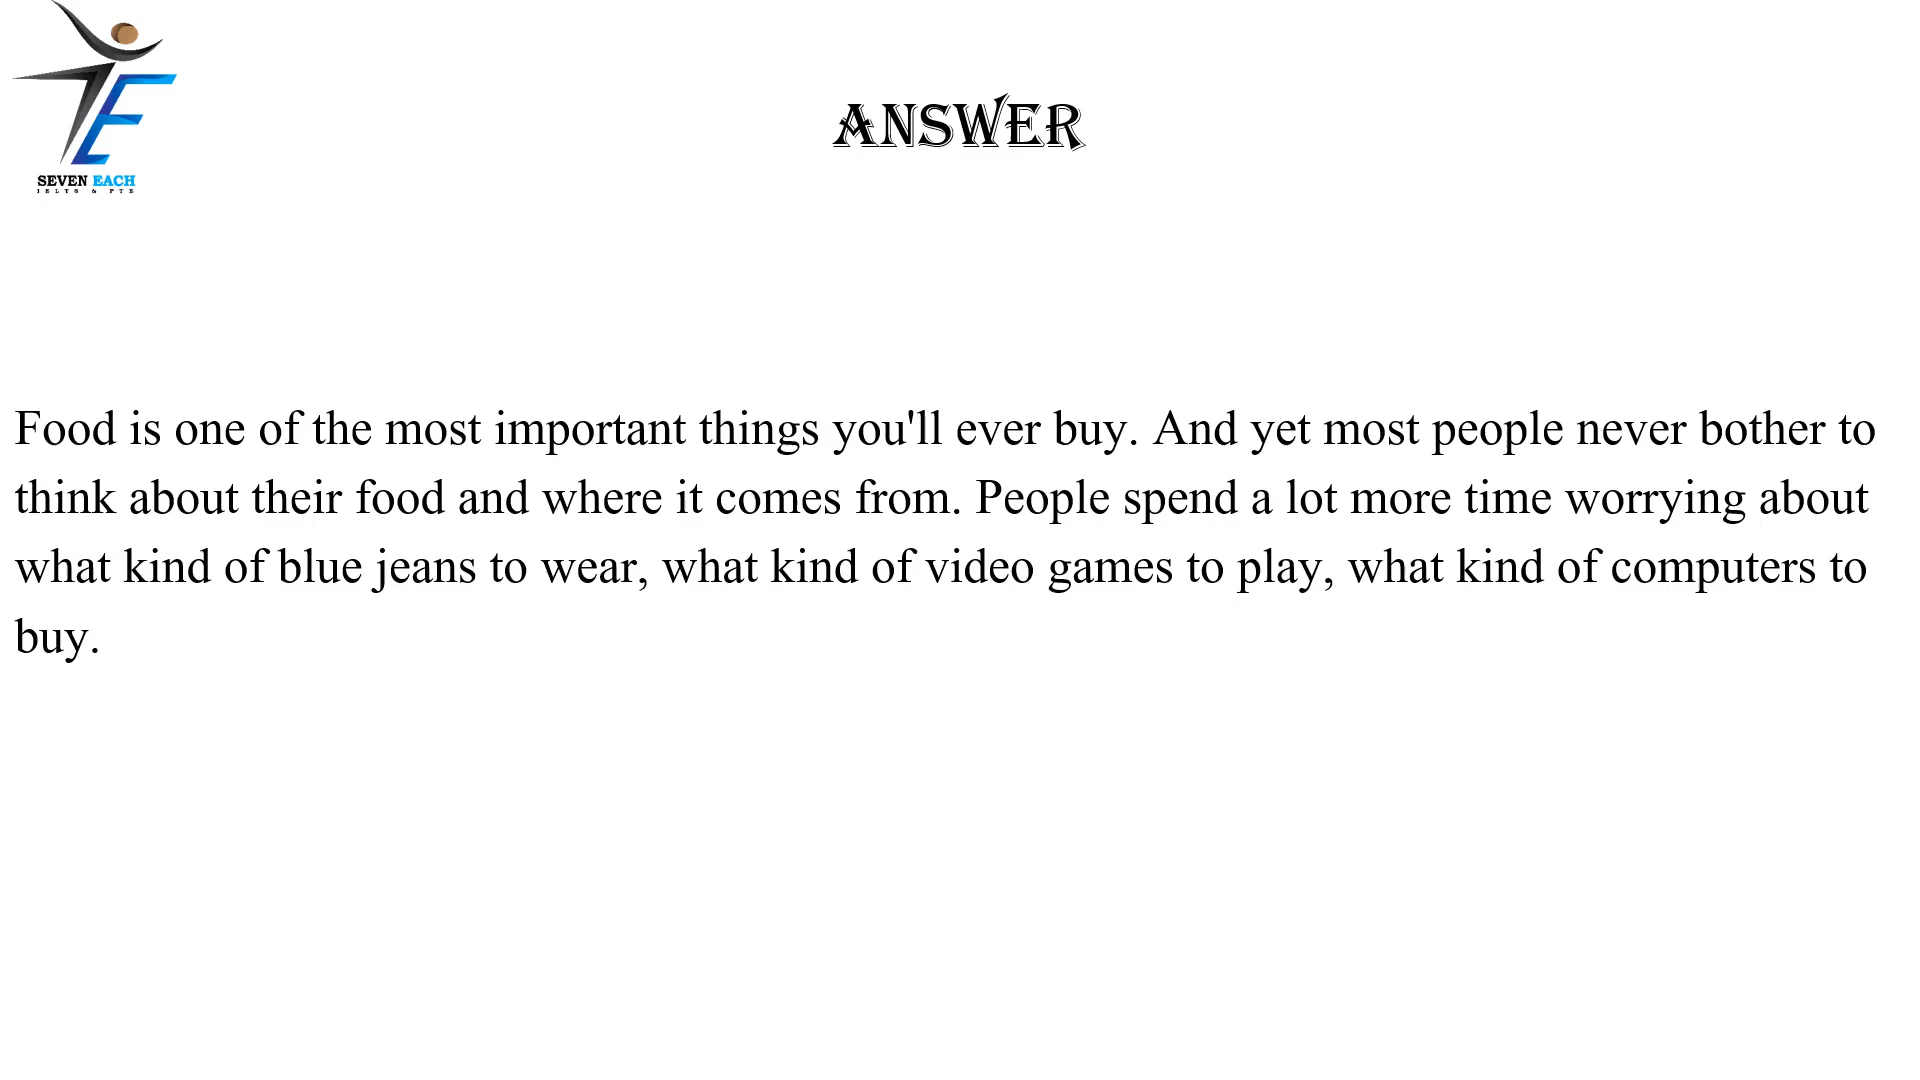 SEVEN EACH
IELTS & PTE
ANSWER
Food is one of the most important things you'll ever buy. And yet most people never bother to
think about their food and where it comes from. People spend a lot more time worrying about
what kind of blue jeans to wear, what kind of video games to play, what kind of computers to
buy.